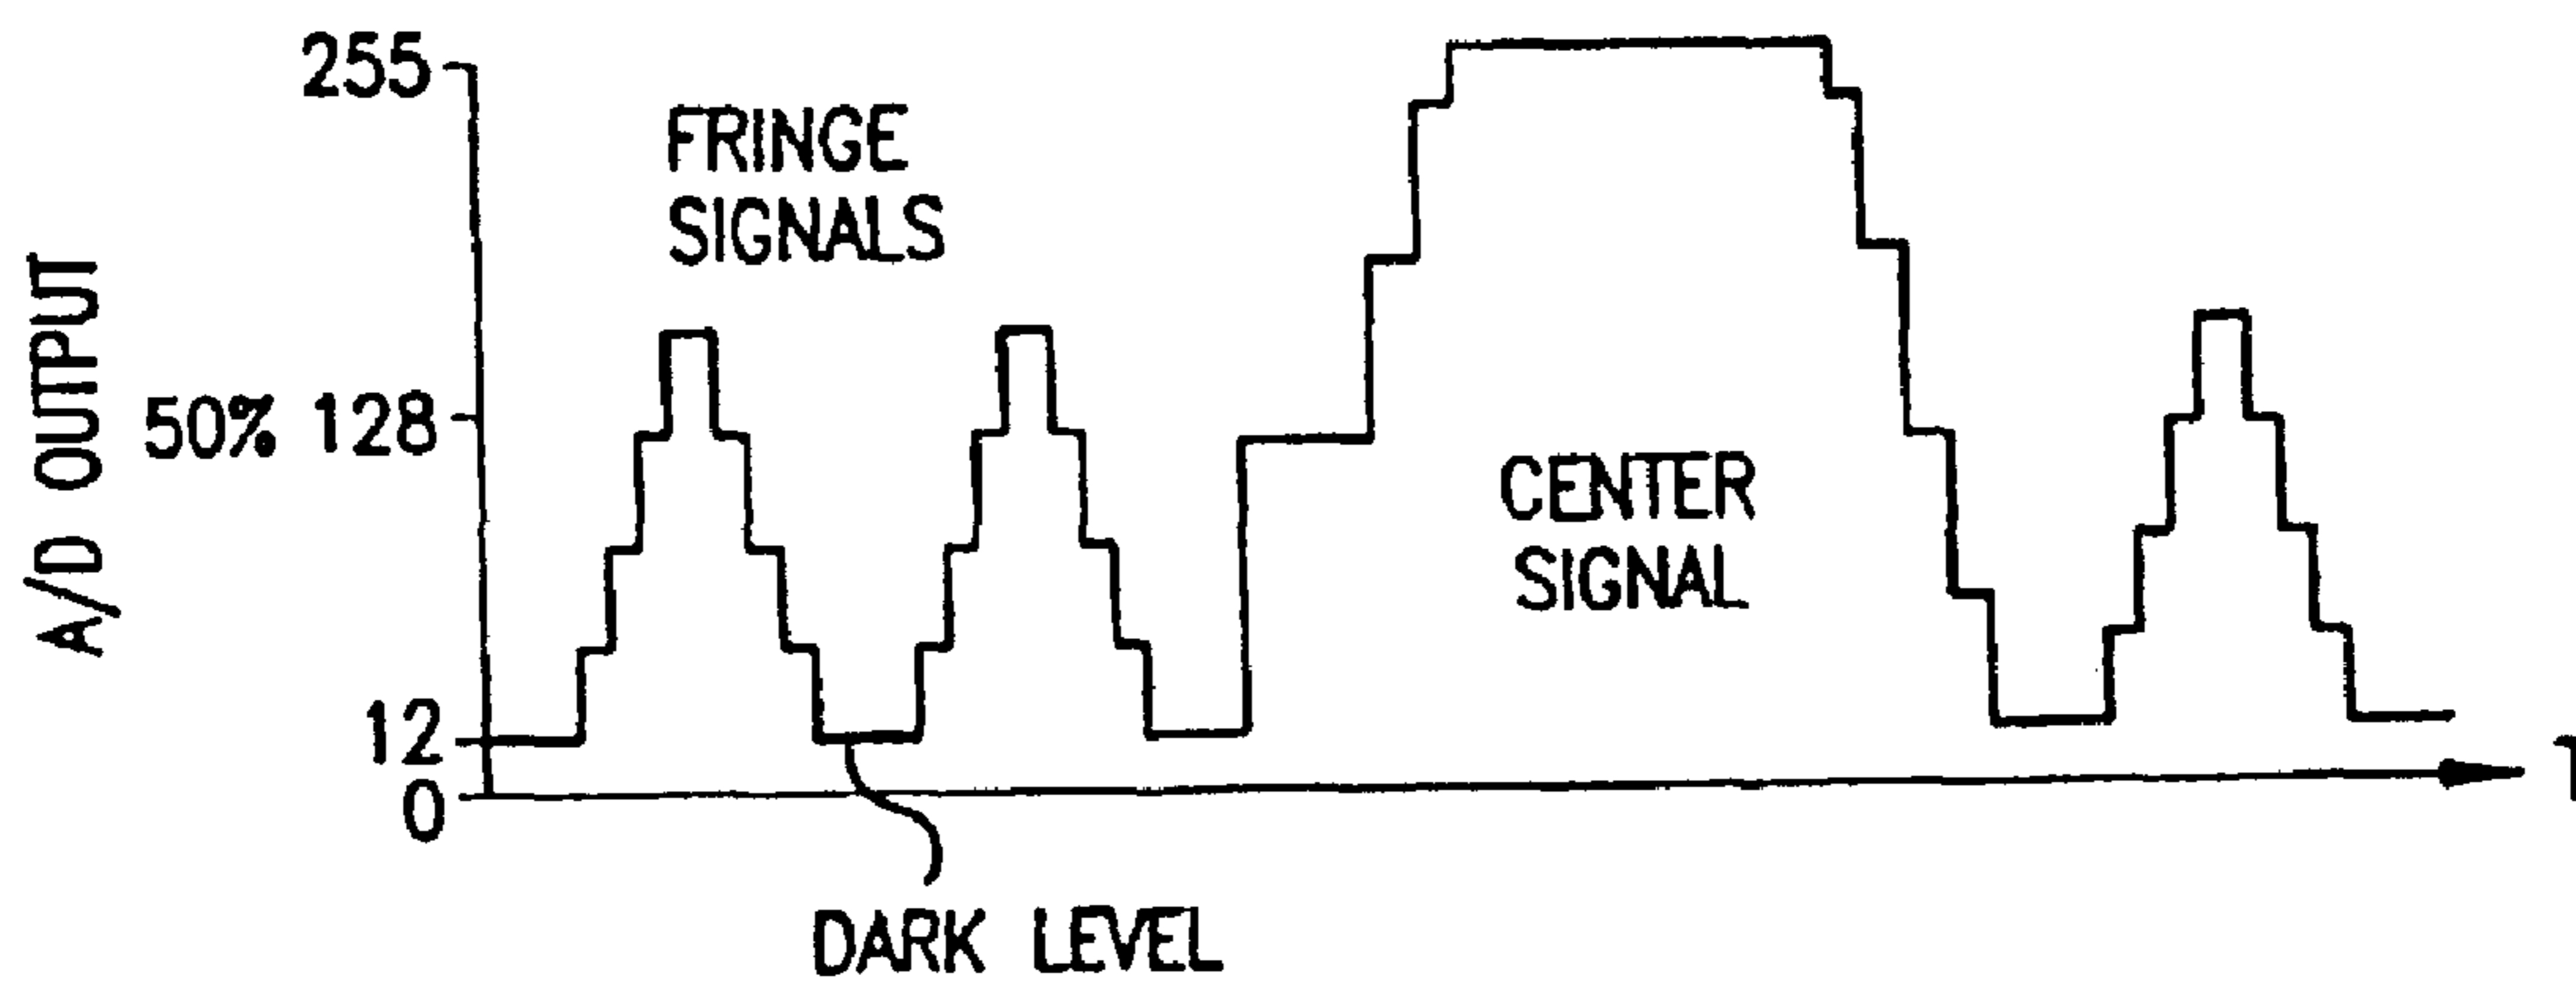 255
FRINGE
SIGNALS
A/D OUTPUT
50% 128
CENTER
SIGNAL
12
0
T
DARK LEVEL